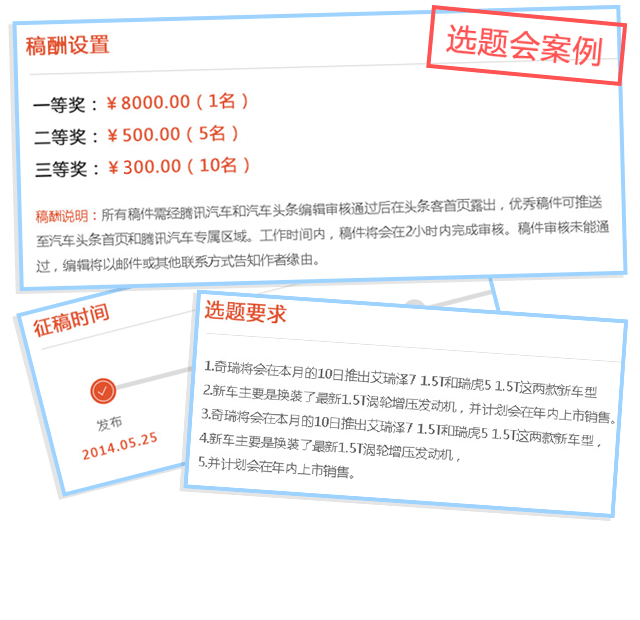 稿酬设置
选题会案例
一等奖：￥8000.00（1名）
二等奖：￥500.00（5名）
三等奖：￥300.00（10名）
稿酬说明：所有稿件需经腾讯汽车和汽车头条编辑审核通过后在头条客首页露出，优秀稿件可推送
至汽车头条首页和腾讯汽车专属区域。工作时间内，稿件将会在2小时内完成审核。稿件审核未能通
过，编辑将以邮件或其他联系方式告知作者缘由。
征稿时间
发布
2014.05.25
选题要求
1.奇瑞将会在本月的10日推出艾瑞泽7 1.5T和瑞虎5 1.5T这两款新车型
2.新车主要是换装了最新1.5T涡轮增压发动机，并计划会在年内上市销售。
3.奇瑞将会在本月的10日推出艾瑞泽7 1.5T和瑞虎5 1.5T这两款新车型，
4.新车主要是换装了最新1.5T涡轮增压发动机，
5.并计划会在年内上市销售。